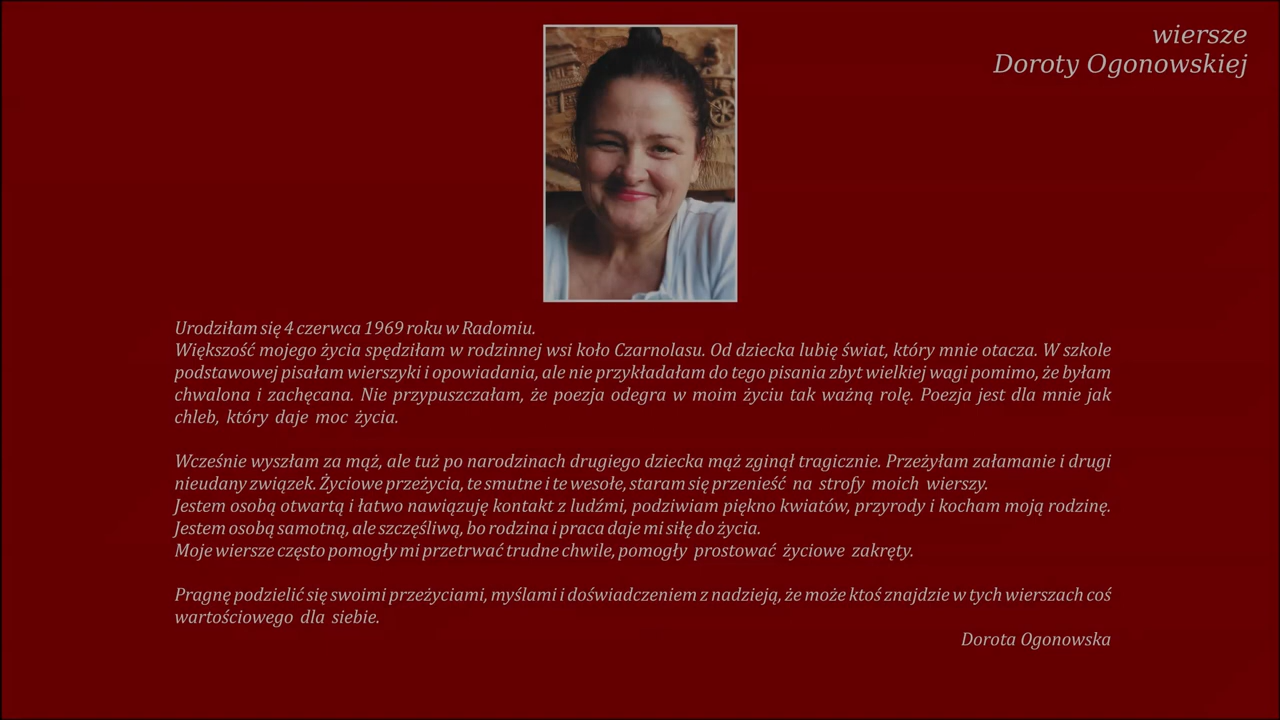 wiersze
Doroty Ogonowskiej
Urodziłam się 4 czerwca 1969 roku w Radomiu.
Większość mojego życia spędziłam w rodzinnej wsi koło Czarnolasu. Od dziecka lubię świat, który mnie otacza. W szkole
podstawowej pisałam wierszyki i opowiadania, ale nie przykładałam do tego pisania zbyt wielkiej wagi pomimo, że byłam
chwalona i zachęcana. Nie przypuszczałam, że poezja odegra w moim życiu tak ważną rolę. Poezja jest dla mnie jak
chleb, który daje moc życia.
Wcześnie wyszłam za mąż, ale tuż po narodzinach drugiego dziecka mąż zginął tragicznie. Przeżyłam załamanie i drugi
nieudany związek. Życiowe przeżycia, te smutne i te wesołe, staram się przenieść na strofy moich wierszy.
Jestem osobą otwartą i łatwo nawiązuję kontakt z ludźmi, podziwiam piękno kwiatów, przyrody i kocham moją rodzinę.
Jestem osobą samotną, ale szczęśliwą, bo rodzina i praca daje mi siłę do życia.
Moje wiersze często pomogły mi przetrwać trudne chwile, pomogły prostować życiowe zakręty.
Pragnę podzielić się swoimi przeżyciami, myślami i doświadczeniem z nadzieją, że może ktoś znajdzie w tych wierszach coś
wartościowego dla siebie.
Dorota Ogonowska